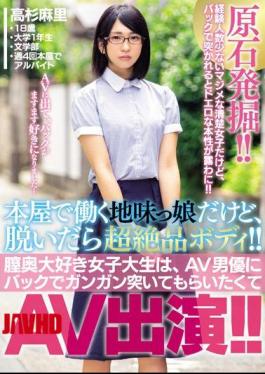 高杉麻里
・18歳
・大学1年生
・文学部
・週4回本屋で
アルバイト
原石発掘!!
経験人数少ないマジメな清楚女子だけど、
バックで突かれるとドエロな本性が露わに!!
本屋で働く地味っ娘だけど、
脱いだら超絶品ボディ!!
膣奥大好き女子大生は、AV男優に
バックでガンガン突いてもらいたくて
AV出演!!
JAVHD